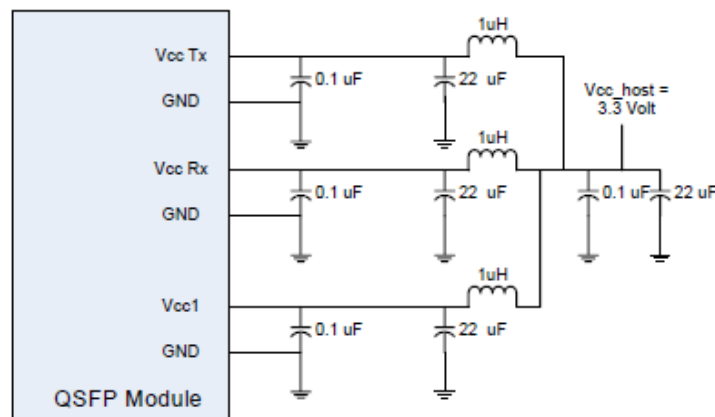 1uH
Vcc Tx
0.1 uF
22 uF
GND
Vcc_host =
3.3 Volt
1uH
Vcc Rx
0.1 uF
22 uF
0.1 uF
22 uF
GND
1uH
Vcc1
0.1 uF
22 uF
GND
QSFP Module